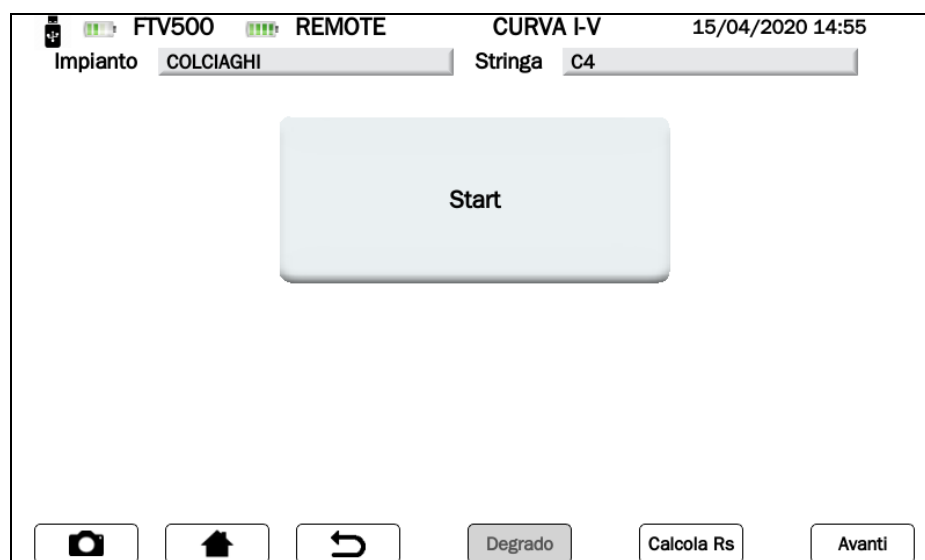 FTV500 REMOTE CURVA I-V 15/04/2020 14:55
Impianto COLCIAGHI Stringa C4
Start
Degrado Calcola Rs Avanti